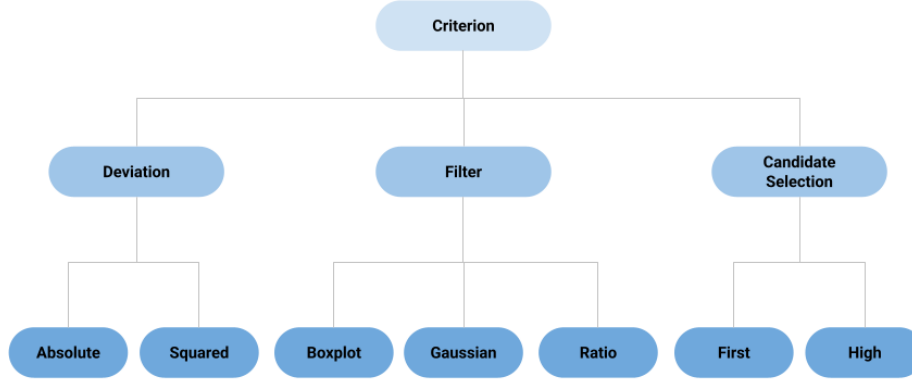 Criterion
Deviation
Filter
Candidate
Selection
Absolute
Squared
Boxplot
Gaussian
Ratio
First
High